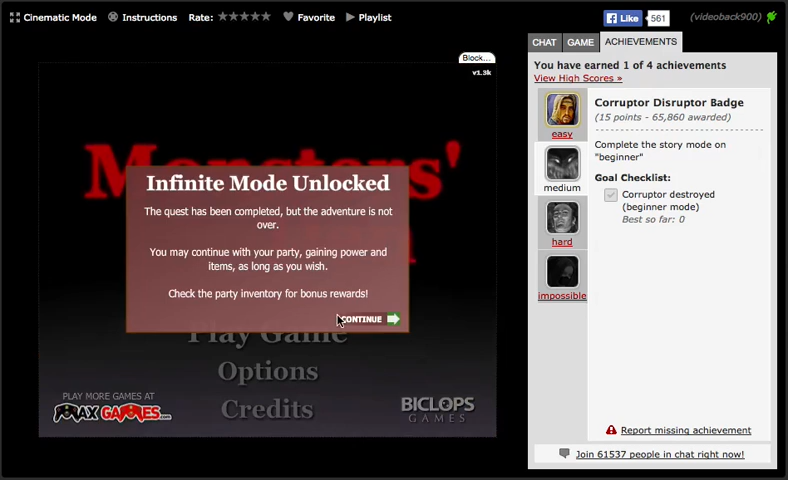 Cinematic Mode Instructions Rate: Favorite Playlist
Like 561 (videoback900)
CHAT GAME ACHIEVEMENTS
You have earned 1 of 4 achievements
View High Scores »
easy
medium
hard
impossible
Corruptor Disruptor Badge
(15 points - 65,860 awarded)
Complete the story mode on
"beginner"
Goal Checklist:
Corruptor destroyed
(beginner mode)
Best so far: 0
Report missing achievement
Join 61537 people in chat right now!
Block...
v1.3k
Monsters'
Infinite Mode Unlocked
The quest has been completed, but the adventure is not
over.
You may continue with your party, gaining power and
items, as long as you wish.
Check the party inventory for bonus rewards!
CONTINUE
Play Game
Options
Credits
PLAY MORE GAMES AT
MAX GAMES.com
BICLOPS
GAMES